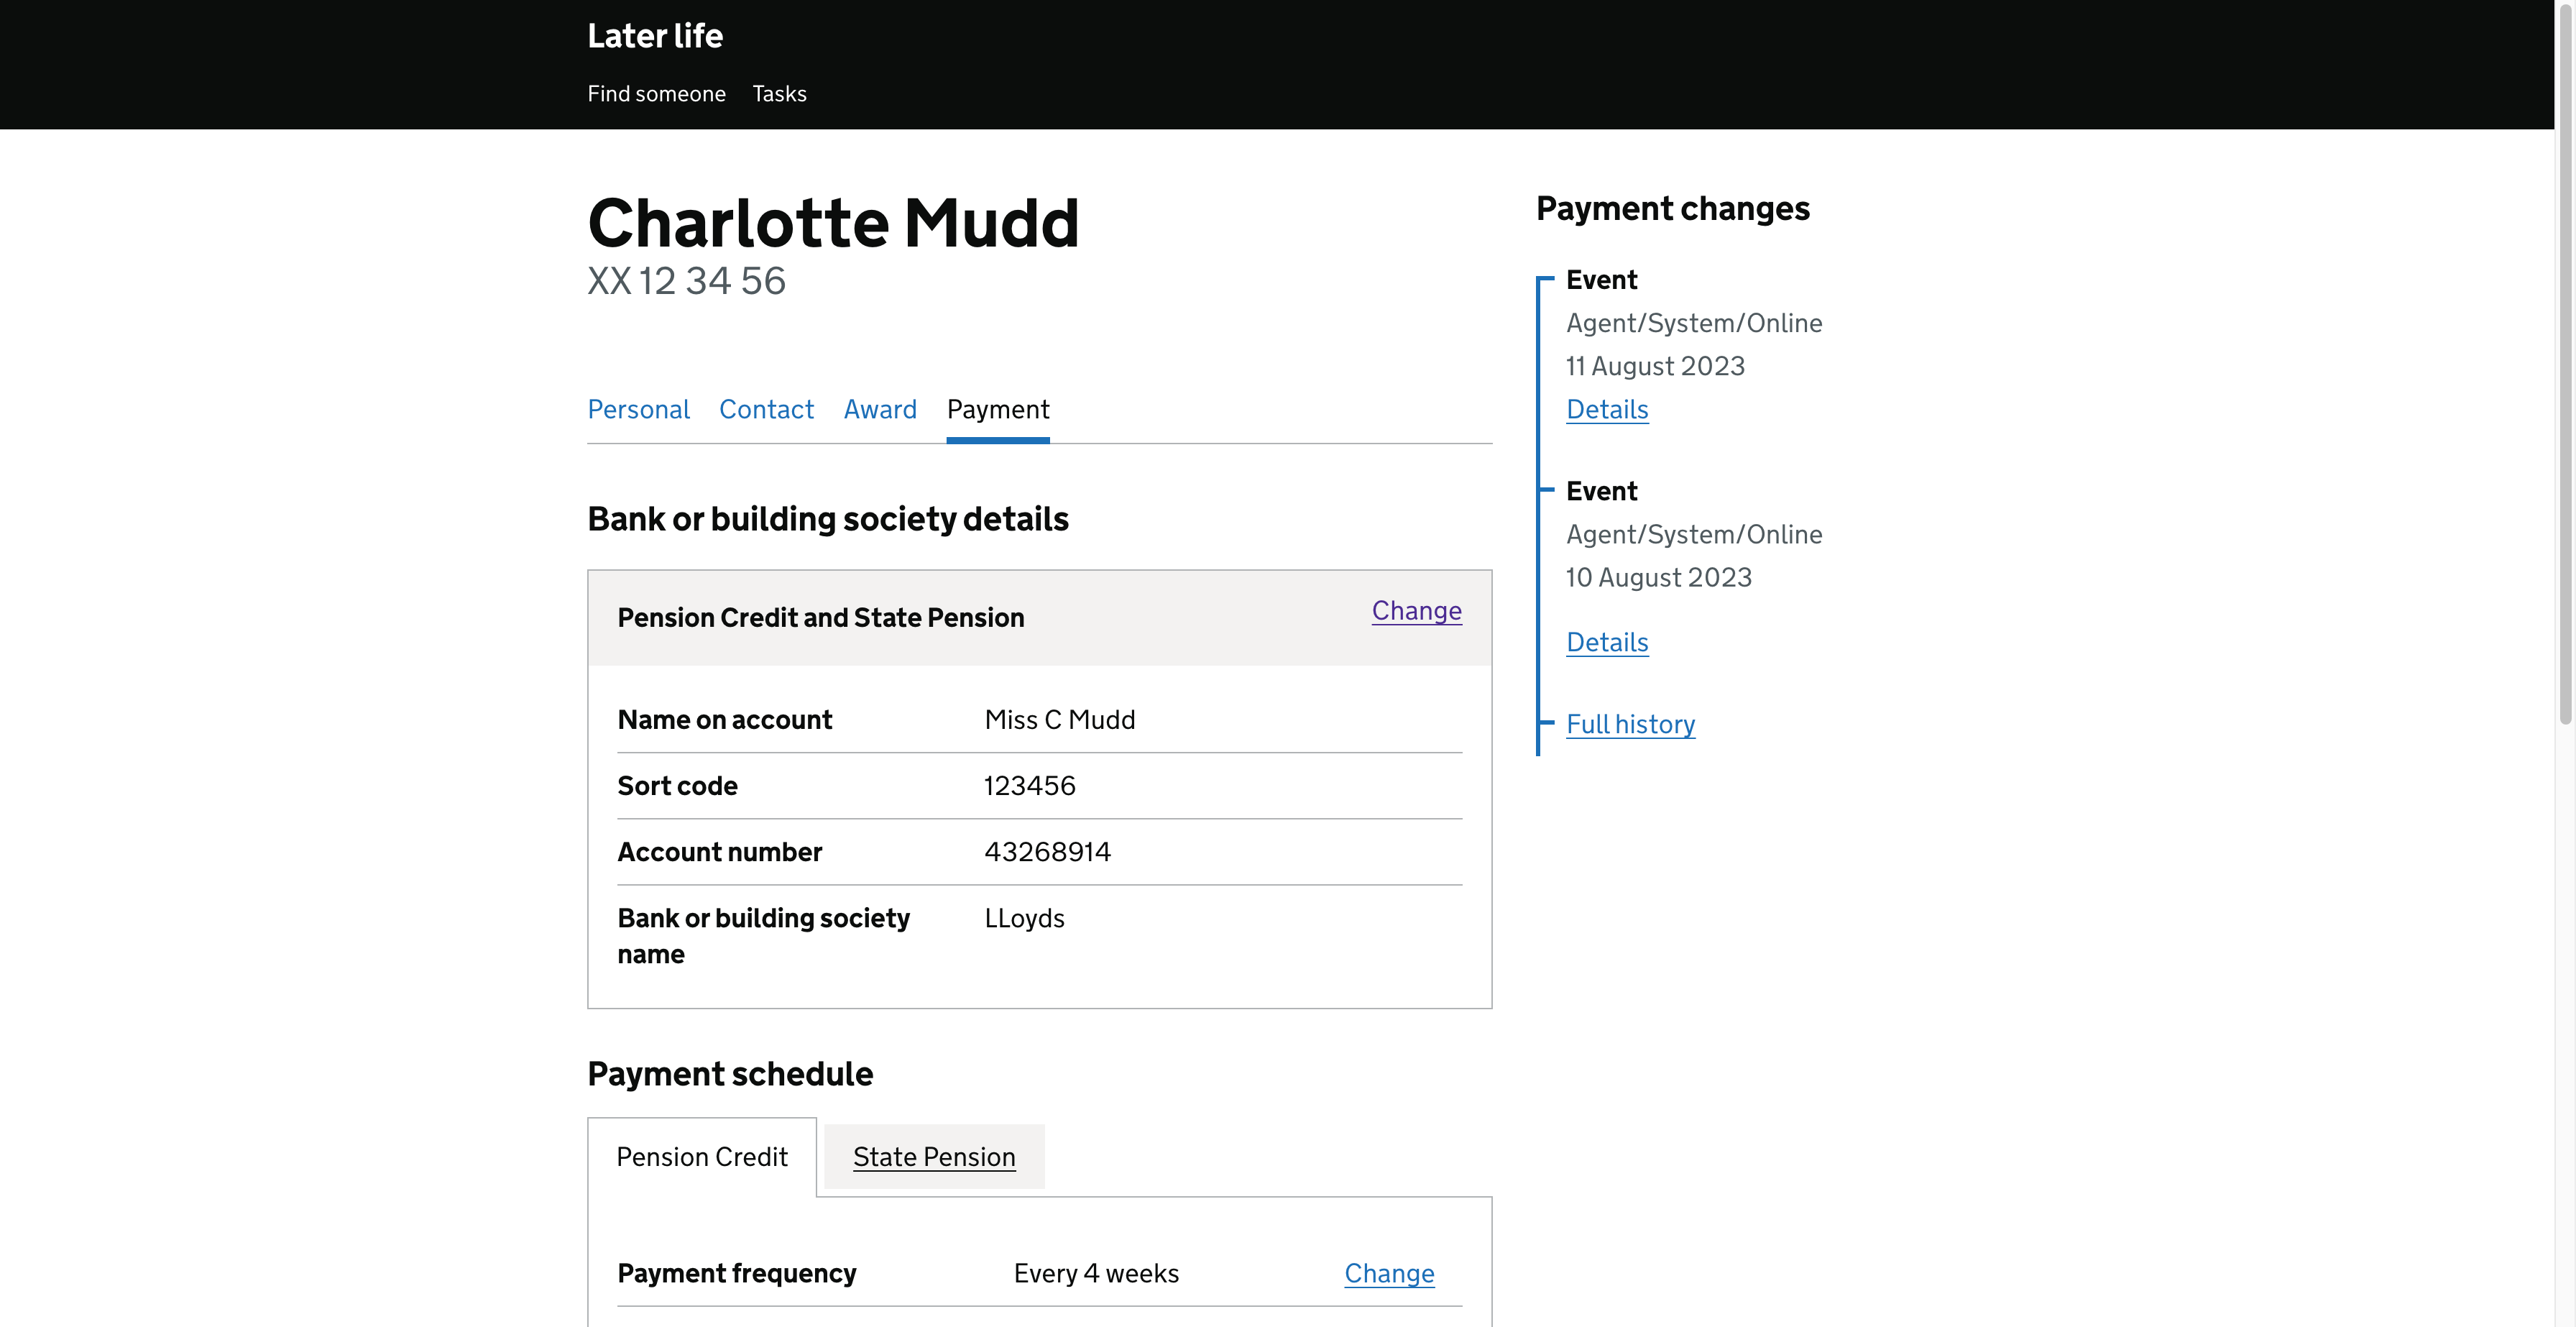 Later life
Find someone Tasks
Charlotte Mudd
XX 12 34 56
Personal Contact Award Payment
Bank or building society details
Pension Credit and State Pension Change
Name on account Miss C Mudd
Sort code 123456
Account number 43268914
Bank or building society name LLoyds
Payment schedule
Pension Credit State Pension
Payment frequency Every 4 weeks Change
Payment changes
Event
Agent/System/Online
11 August 2023
Details
Event
Agent/System/Online
10 August 2023
Details
Full history